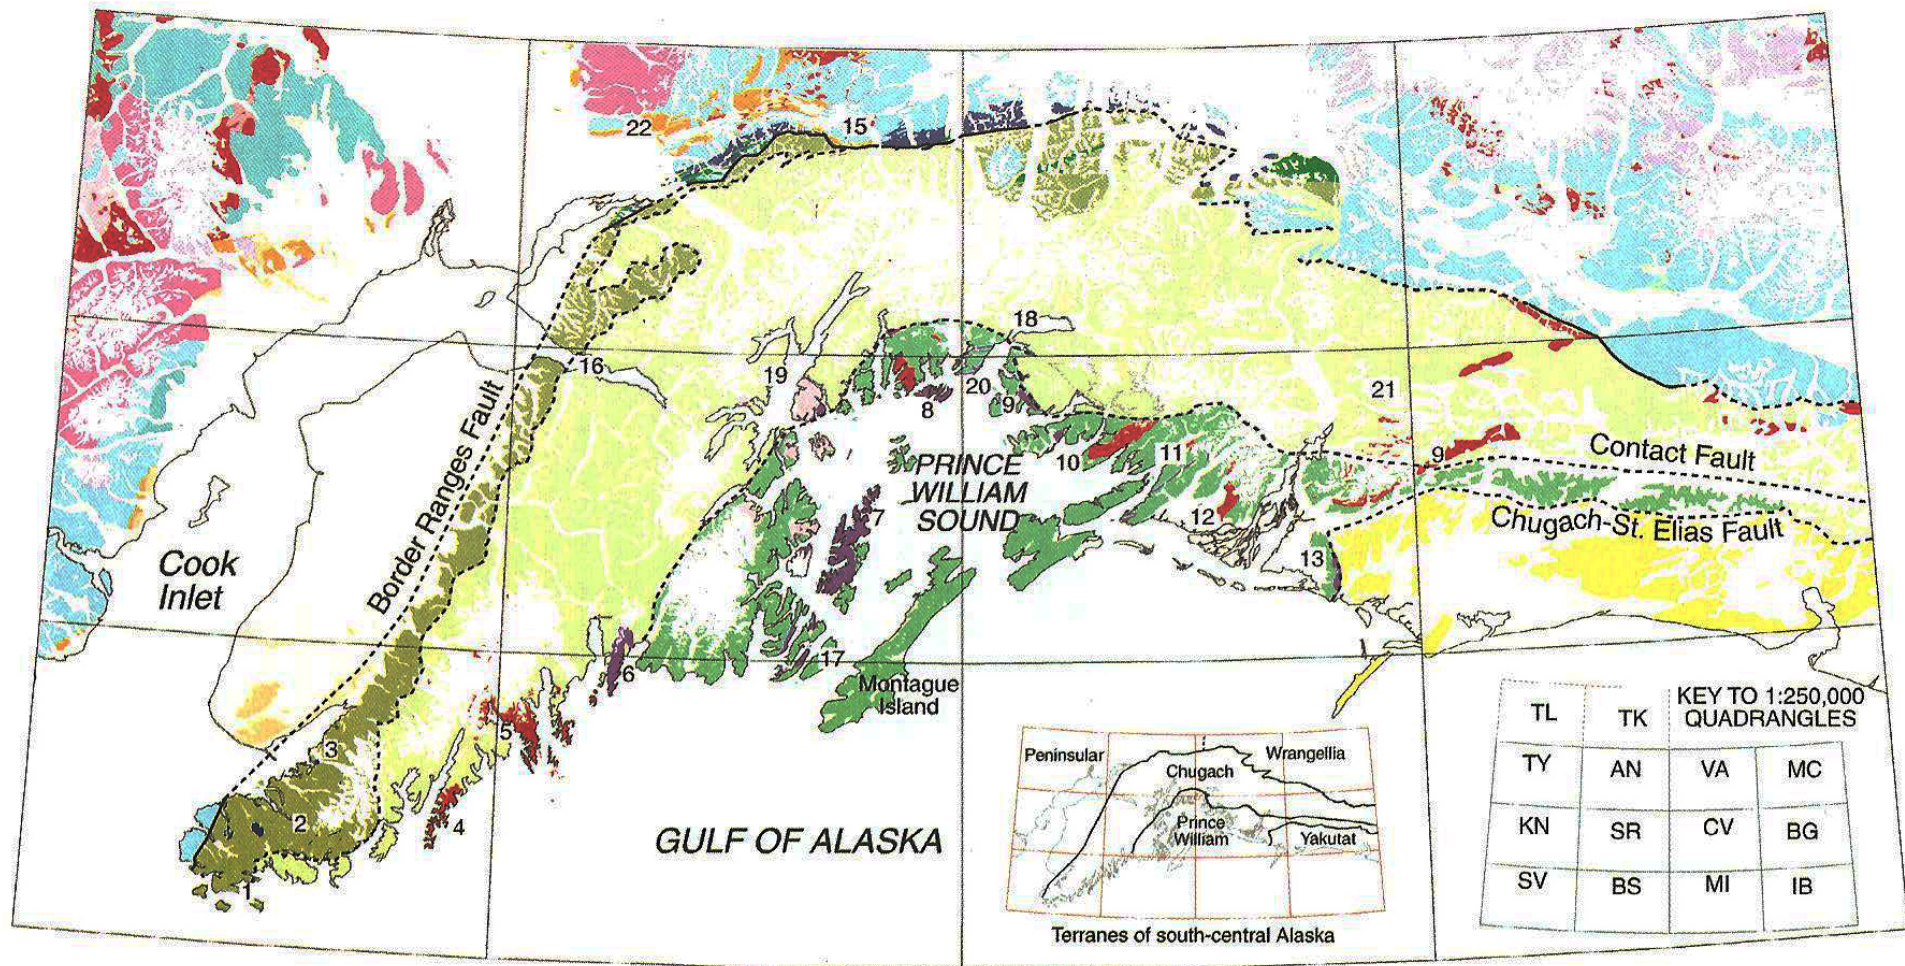 22
15
18
16
19
20
21
8
9
Border Ranges Fault
PRINCE
WILLIAM
SOUND
10
11
9
Contact Fault
7
12
Chugach-St. Elias Fault
13
Cook
Inlet
6
17
Montague
Island
5
3
4
2
1
GULF OF ALASKA
Peninsular
Wrangellia
Chugach
Prince
William
Yakutat
Terranes of south-central Alaska
TL
TK
KEY TO 1:250,000
QUADRANGLES
TY
AN
VA
MC
KN
SR
CV
BG
SV
BS
MI
IB